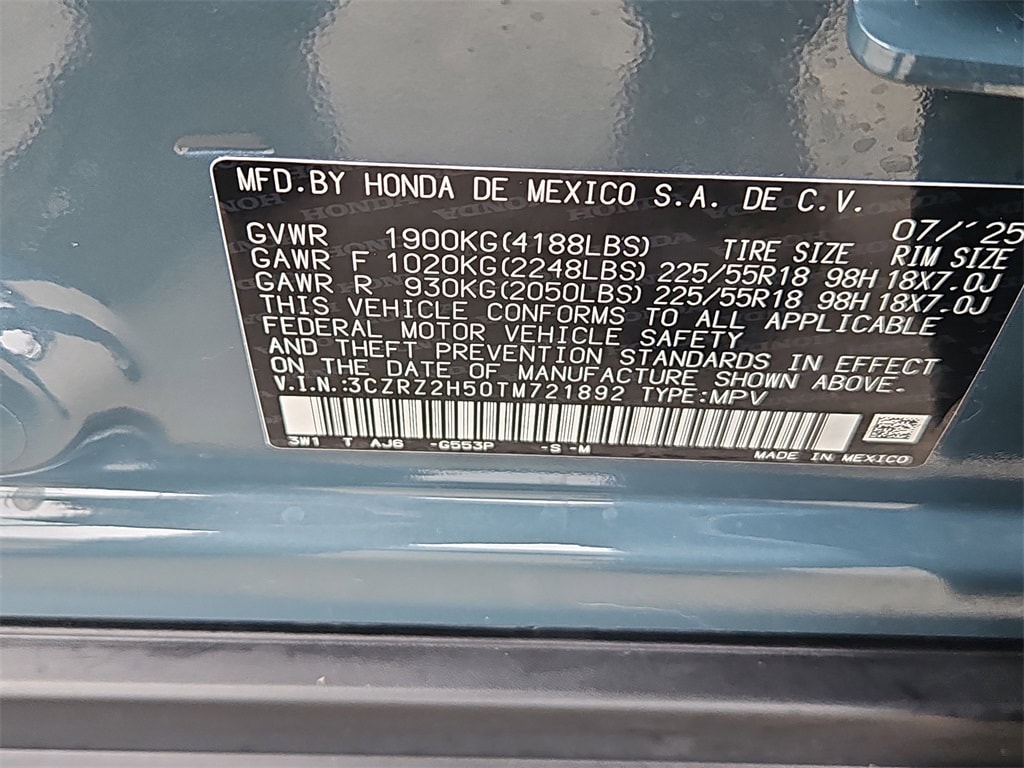 MFD.BY HONDA DE MEXICO S.A. DE C.V.
07/'25
GVWR 1900KG(4188LBS) TIRE SIZE RIM SIZE
GAWR F 1020KG(2248LBS) 225/55R18 98H 18X7.0J
GAWR R 930KG(2050LBS) 225/55R18 98H 18X7.0J
THIS VEHICLE CONFORMS TO ALL APPLICABLE
FEDERAL MOTOR VEHICLE SAFETY
AND THEFT PREVENTION STANDARDS IN EFFECT
ON THE DATE OF MANUFACTURE SHOWN ABOVE.
V.I.N.:3CZRZ2H50TM721892 TYPE:MPV
3W1 T AJ6 -G553P -S -M
MADE IN MEXICO